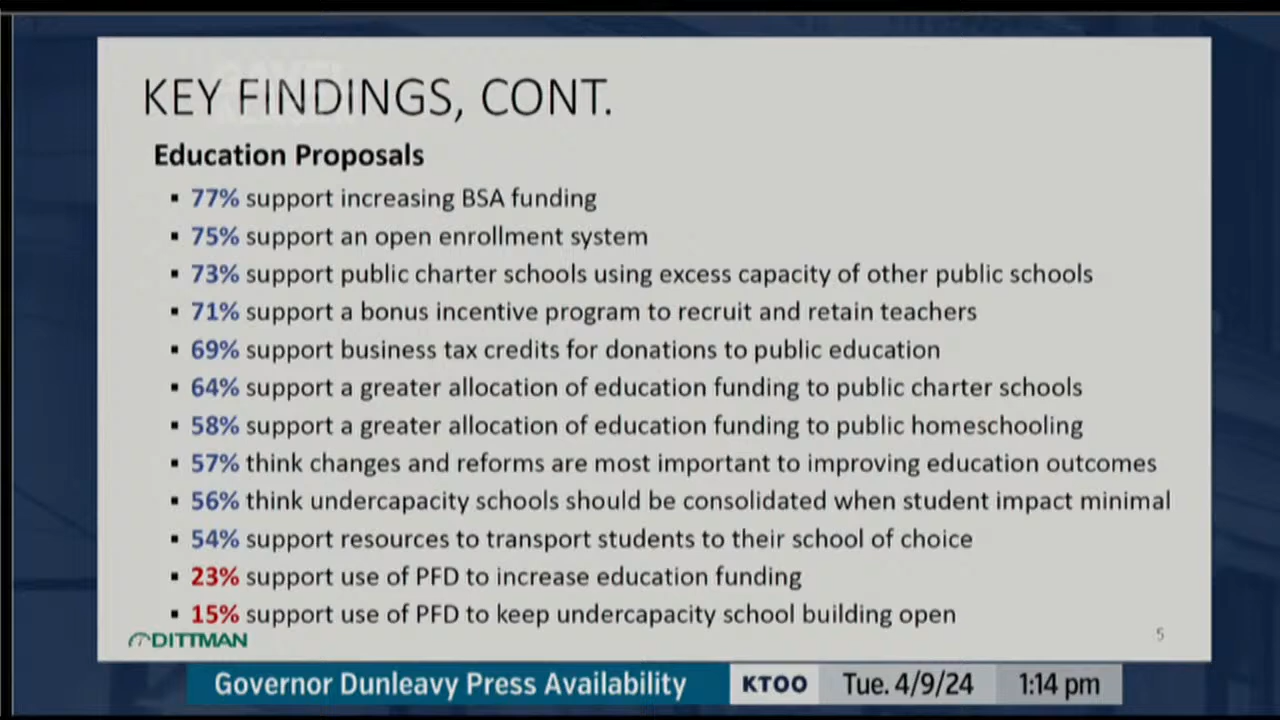 KEY FINDINGS, CONT.
Education Proposals
▪ 77% support increasing BSA funding
▪ 75% support an open enrollment system
▪ 73% support public charter schools using excess capacity of other public schools
▪ 71% support a bonus incentive program to recruit and retain teachers
▪ 69% support business tax credits for donations to public education
▪ 64% support a greater allocation of education funding to public charter schools
▪ 58% support a greater allocation of education funding to public homeschooling
▪ 57% think changes and reforms are most important to improving education outcomes
▪ 56% think undercapacity schools should be consolidated when student impact minimal
▪ 54% support resources to transport students to their school of choice
▪ 23% support use of PFD to increase education funding
▪ 15% support use of PFD to keep undercapacity school building open
DITTMAN
5
Governor Dunleavy Press Availability KTOO Tue. 4/9/24 1:14 pm